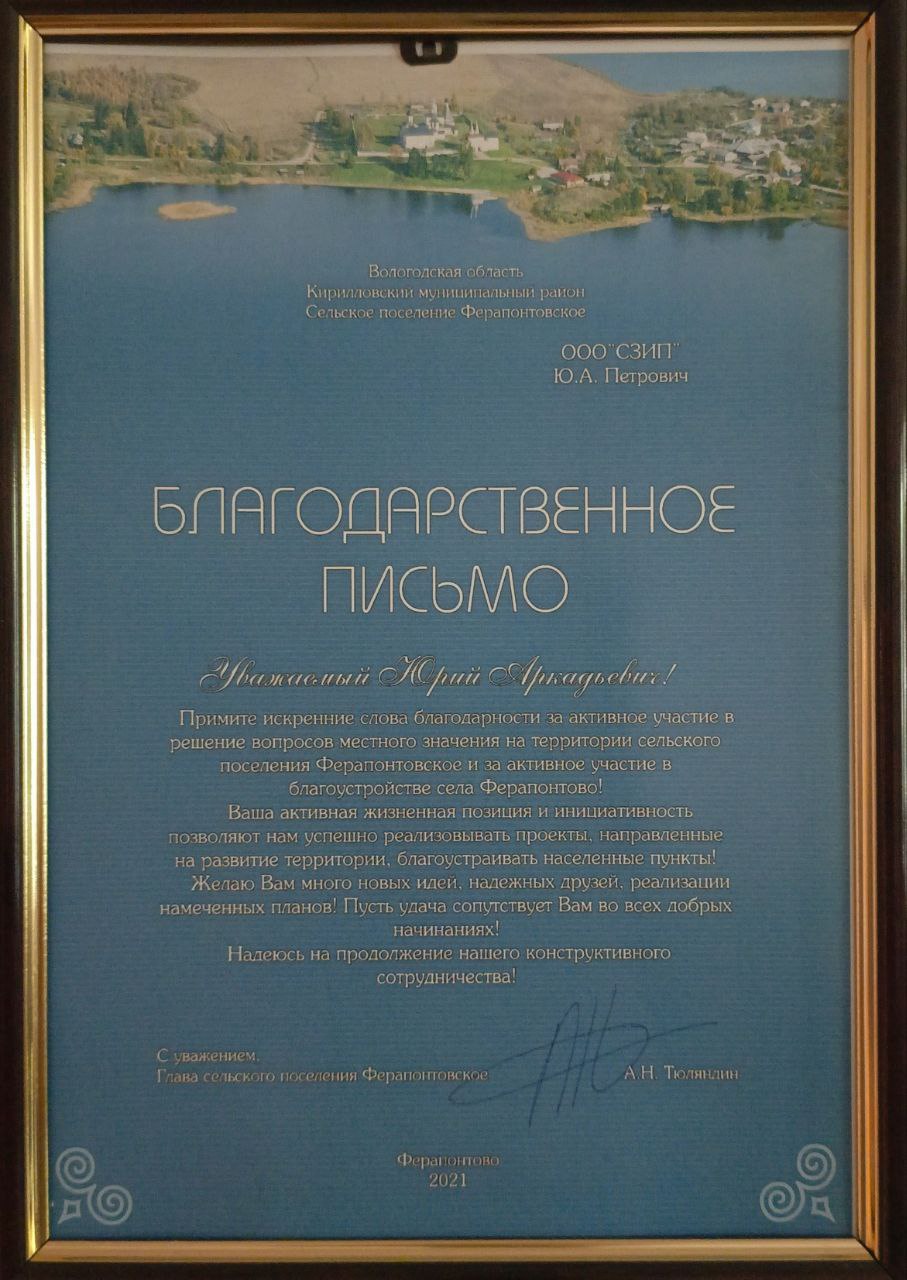 Вологодская область
Кирилловский муниципальный район
Сельское поселение Ферапонтовское
ООО"СЗИП"
Ю.А. Петрович
БЛАГОДАРСТВЕННОЕ
ПИСЬМО
Уважаемый Юрий Аркадьевич!
Примите искренние слова благодарности за активное участие в
решение вопросов местного значения на территории сельского
поселения Ферапонтовское и за активное участие в
благоустройстве села Ферапонтово!
Ваша активная жизненная позиция и инициативность
позволяют нам успешно реализовывать проекты, направленные
на развитие территории, благоустраивать населенные пункты!
Желаю Вам много новых идей, надежных друзей, реализации
намеченных планов! Пусть удача сопутствует Вам во всех добрых
начинаниях!
Надеюсь на продолжение нашего конструктивного
сотрудничества!
С уважением,
Глава сельского поселения Ферапонтовское
А.Н. Тюляндин
Ферапонтово
2021